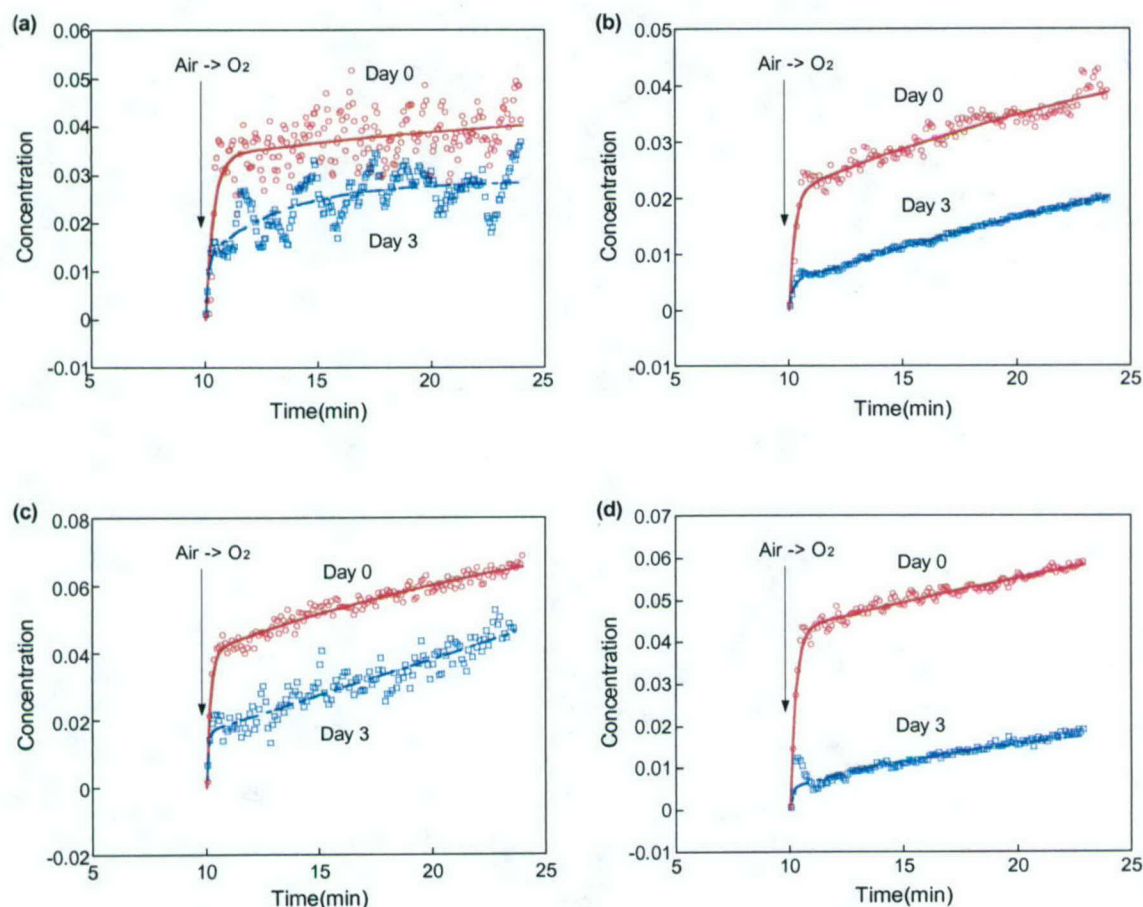 (a)
0.06
0.05
0.04
0.03
0.02
0.01
0
-0.01
Concentration
Air -> O₂
Day 0
Day 3
5
10
15
20
25
Time(min)
(b)
0.05
0.04
0.03
0.02
0.01
0
-0.01
Concentration
Air -> O₂
Day 0
Day 3
5
10
15
20
25
Time(min)
(c)
0.08
0.06
0.04
0.02
0
-0.02
Concentration
Air -> O₂
Day 0
Day 3
5
10
15
20
25
Time(min)
(d)
0.07
0.06
0.05
0.04
0.03
0.02
0.01
0
-0.01
Concentration
Air -> O₂
Day 0
Day 3
5
10
15
20
25
Time(min)